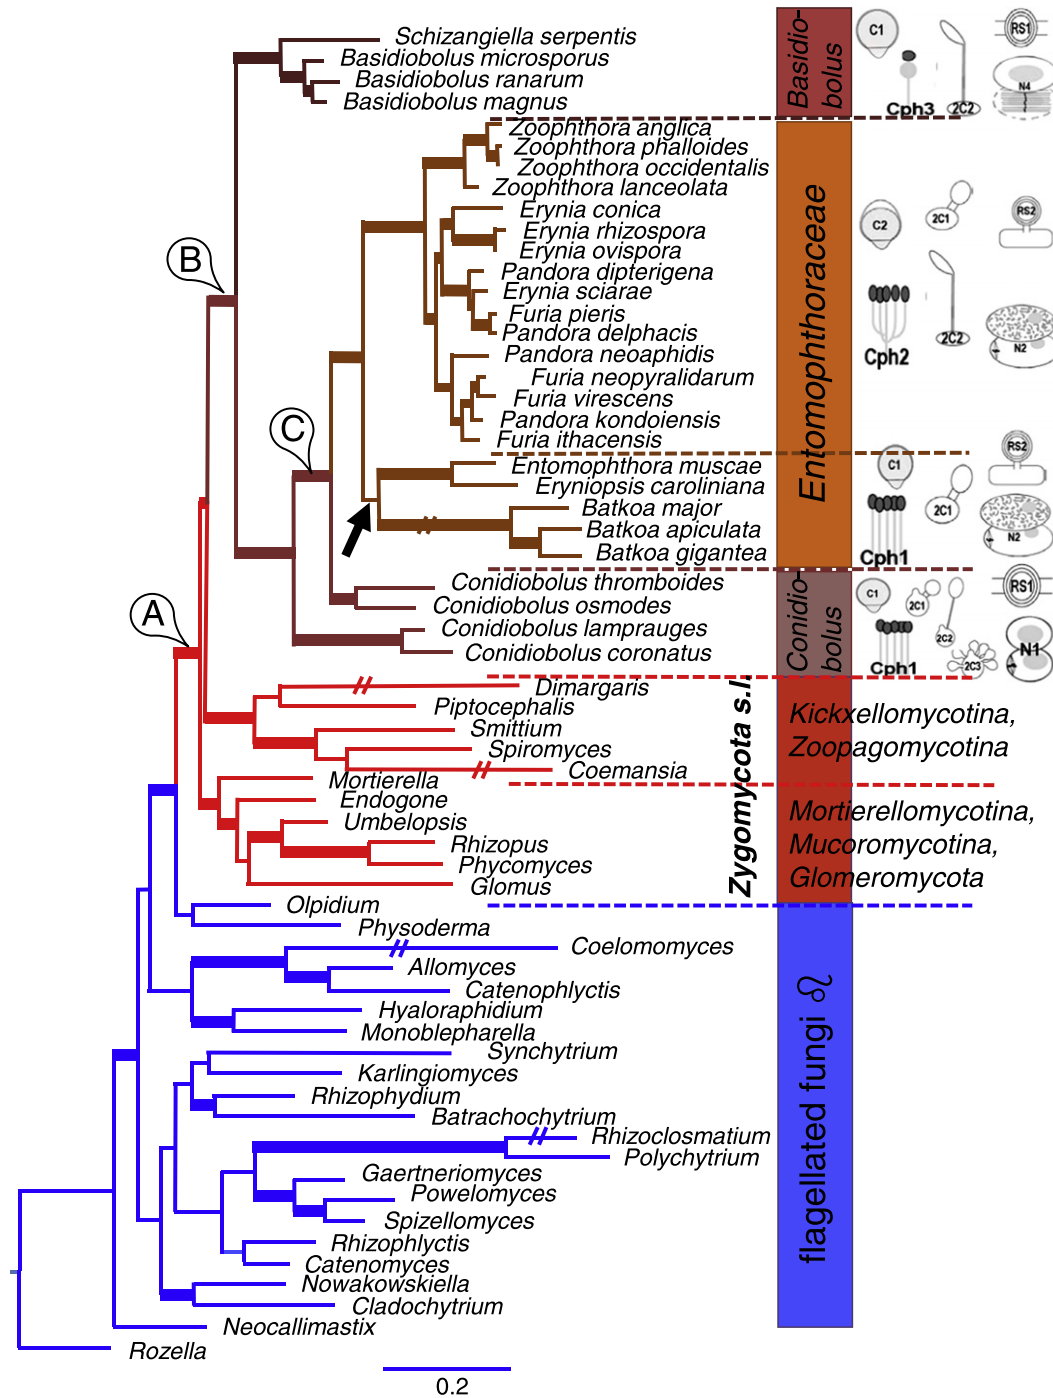 Schizangiella serpentis
Basidiobolus microsporus
Basidiobolus ranarum
Basidiobolus magnus
Zoophthora anglica
Zoophthora phalloides
Zoophthora occidentalis
Zoophthora lanceolata
Erynia conica
Erynia rhizospora
Erynia ovispora
Pandora dipterigena
Erynia sciarae
Furia pieris
Pandora delphacis
Pandora neoaphidis
Furia neopyralidarum
Furia virescens
Pandora kondoiensis
Furia ithacensis
Entomophthora muscae
Eryniopsis caroliniana
Batkoa major
Batkoa apiculata
Batkoa gigantea
Conidiobolus thromboides
Conidiobolus osmodes
Conidiobolus lamprauges
Conidiobolus coronatus
Dimargaris
Piptocephalis
Smittium
Spiromyces
Coemansia
Mortierella
Endogone
Umbelopsis
Rhizopus
Phycomyces
Glomus
Olpidium
Physoderma
Coelomomyces
Allomyces
Catenophlyctis
Hyaloraphidium
Monoblepharella
Synchytrium
Karlingiomyces
Rhizophydium
Batrachochytrium
Rhizoclosmatium
Polychytrium
Gaertneriomyces
Powelomyces
Spizellomyces
Rhizophlyctis
Catenomyces
Nowakowskiella
Cladochytrium
Neocallimastix
Rozella
0.2
A
B
C
Basidio-
bolus
Entomophthoraceae
Conidio-
bolus
Zygomycota s.l.
Kickxellomycotina,
Zoopagomycotina
Mortierellomycotina,
Mucoromycotina,
Glomeromycota
flagellated fungi
C1
RS1
Cph3
2C2
N4
C2
2C1
RS2
Cph2
2C2
N2
C1
RS2
2C1
Cph1
N2
C1
2C1
RS1
2C2
Cph1
2C3
N1